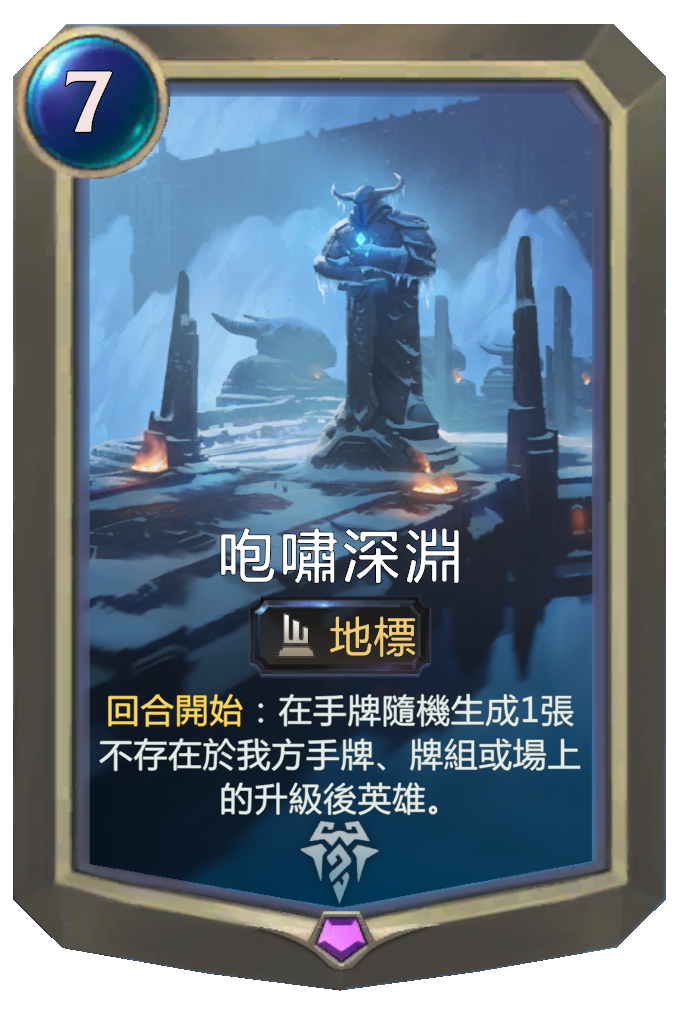 7
咆嘯深淵
地標
回合開始：在手牌隨機生成1張
不存在於我方手牌、牌組或場上
的升級後英雄。